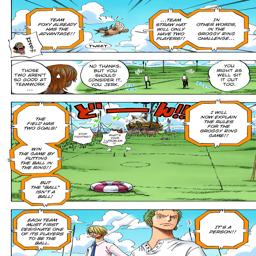 IN OTHER
WORDS,
IN THE
GROGGY RING
CHALLENGE...
TEAM
STRAW HAT
WILL ONLY
HAVE TWO
PLAYERS!!
TEAM
FOXY ALREADY
HAS THE
ADVANTAGE!!
TWEET
YOU
MIGHT AS
WELL SIT
IT OUT
TOO.
NO THANKS,
BUT YOU
SHOULD
CONSIDER IT,
YOU JERK.
THOSE
TWO AREN'T
SO GOOD AT
TEAMWORK
...
ど
ん!!
I WILL
NOW EXPLAIN
THE RULES
FOR THE
GROGGY RING
GAME!!
THE
FIELD HAS
TWO GOALS!!
WIN
THE GAME BY
PUTTING THE
BALL IN
THE RING!!
BUT
THE "BALL"
ISN'T A
BALL!
IT'S A
PERSON!!
EACH TEAM
MUST FIRST
DESIGNATE
ONE OF ITS
PLAYERS TO
BE THE
BALL.